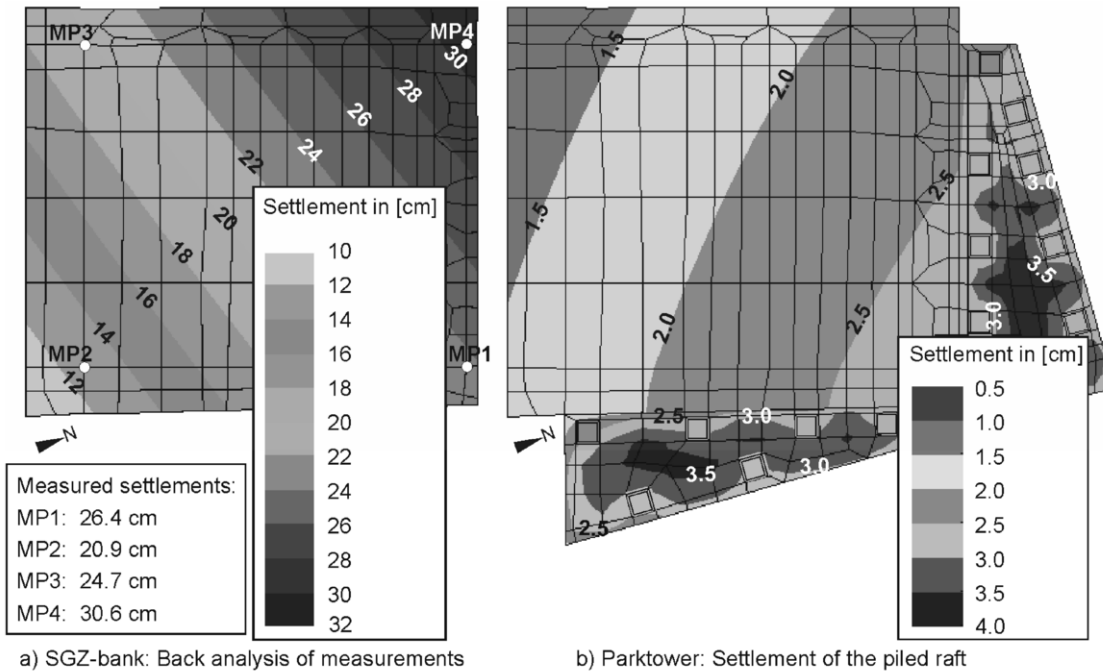 MP3
MP4
30
28
26
24
22
20
18
16
14
12
MP2
MP1
N
Settlement in [cm]
10
12
14
16
18
20
22
24
26
28
30
32
Measured settlements:
MP1: 26.4 cm
MP2: 20.9 cm
MP3: 24.7 cm
MP4: 30.6 cm
a) SGZ-bank: Back analysis of measurements
1.5
2.0
1.5
2.5
3.0
3.5
3.0
2.0
2.5
2.5
3.0
3.5
3.0
2.5
N
Settlement in [cm]
0.5
1.0
1.5
2.0
2.5
3.0
3.5
4.0
b) Parktower: Settlement of the piled raft